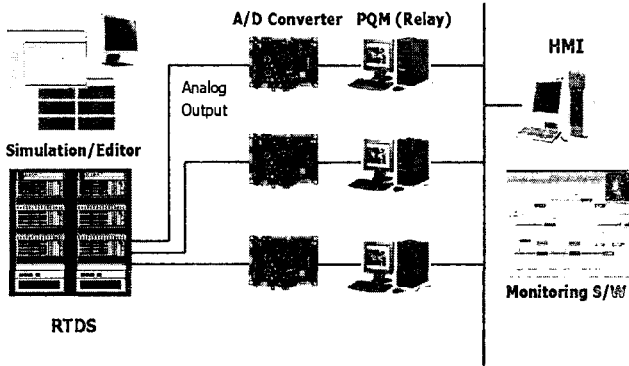 A/D Converter
PQM (Relay)
HMI
Analog
Output
Simulation/Editor
Monitoring S/W
RTDS